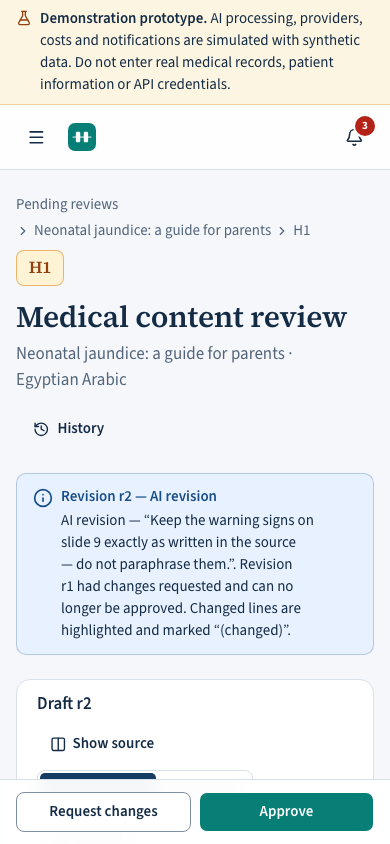 Demonstration prototype. AI processing, providers,
costs and notifications are simulated with synthetic
data. Do not enter real medical records, patient
information or API credentials.
3
Pending reviews
Neonatal jaundice: a guide for parents
H1
H1
Medical content review
Neonatal jaundice: a guide for parents ·
Egyptian Arabic
History
Revision r2 — AI revision
AI revision — “Keep the warning signs on
slide 9 exactly as written in the source
— do not paraphrase them.”. Revision
r1 had changes requested and can no
longer be approved. Changed lines are
highlighted and marked “(changed)”.
Draft r2
Show source
Request changes
Approve